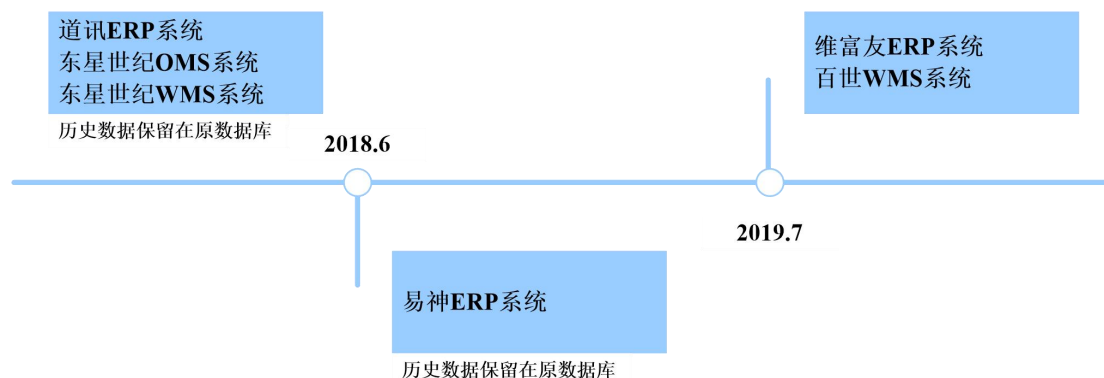 道讯ERP系统
东星世纪OMS系统
东星世纪WMS系统
历史数据保留在原数据库
2018.6
易神ERP系统
历史数据保留在原数据库
维富友ERP系统
百世WMS系统
2019.7